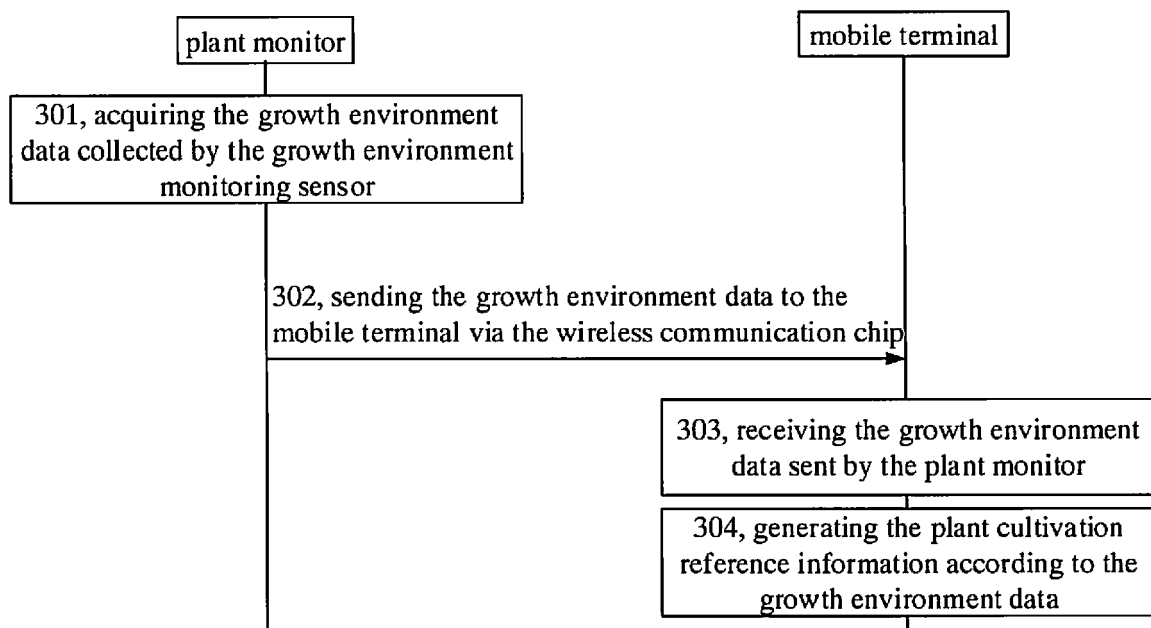 plant monitor
mobile terminal
301, acquiring the growth environment
data collected by the growth environment
monitoring sensor
302, sending the growth environment data to the
mobile terminal via the wireless communication chip
303, receiving the growth environment
data sent by the plant monitor
304, generating the plant cultivation
reference information according to the
growth environment data